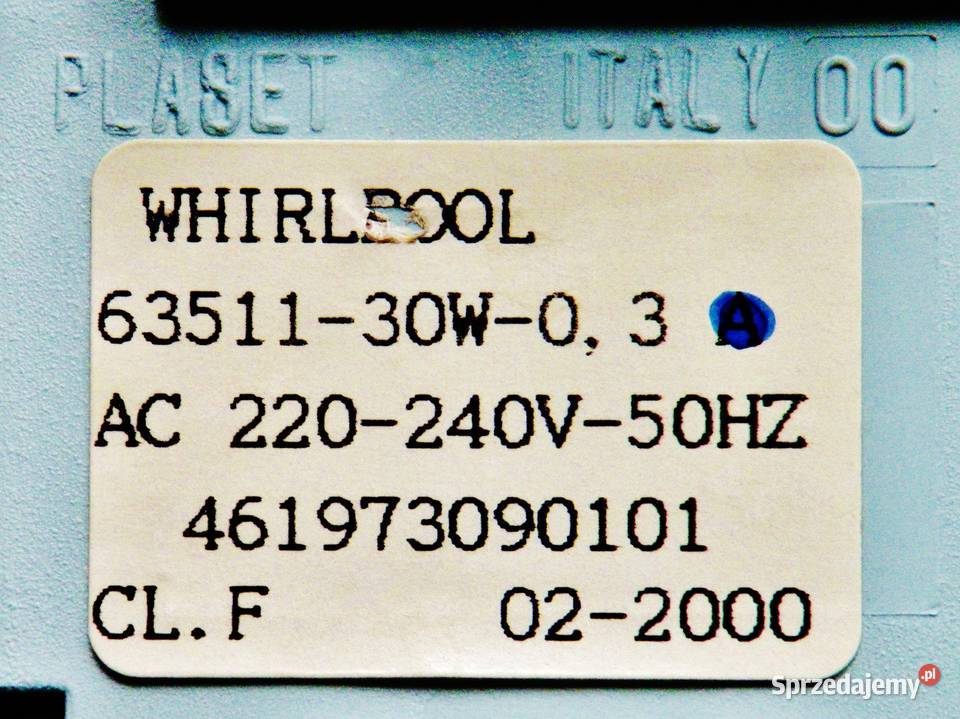 PLASET ITALY 00
WHIRLPOOL
63511-30W-0,3 A
AC 220-240V-50HZ
461973090101
CL.F 02-2000
Sprzedajemy.pl